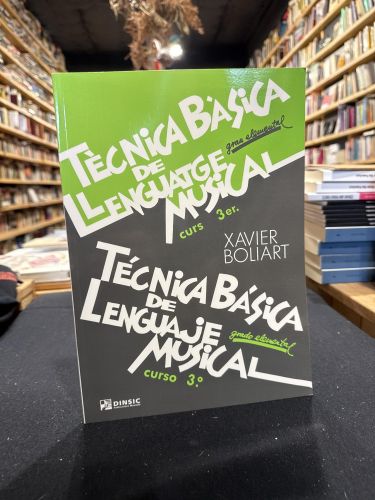 TÈCNICA BÀSICA
grau elemental
DE
LLENGUATGE
MUSICAL
curs 3er.
XAVIER
BOLIART
TÉCNICA BÁSICA
DE
LENGUAJE
grado elemental
MUSICAL
curso 3.º
DINSIC